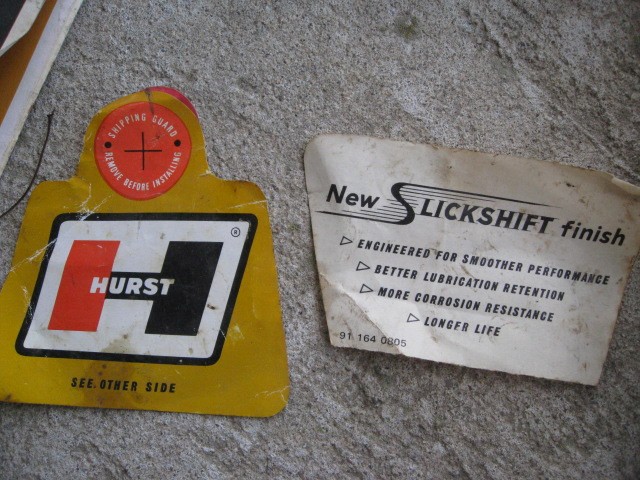 SHIPPING GUARD
REMOVE BEFORE INSTALLING
HURST
®
SEE OTHER SIDE
New SLICKSHIFT finish
ENGINEERED FOR SMOOTHER PERFORMANCE
BETTER LUBRICATION RETENTION
MORE CORROSION RESISTANCE
LONGER LIFE
91 164 0805